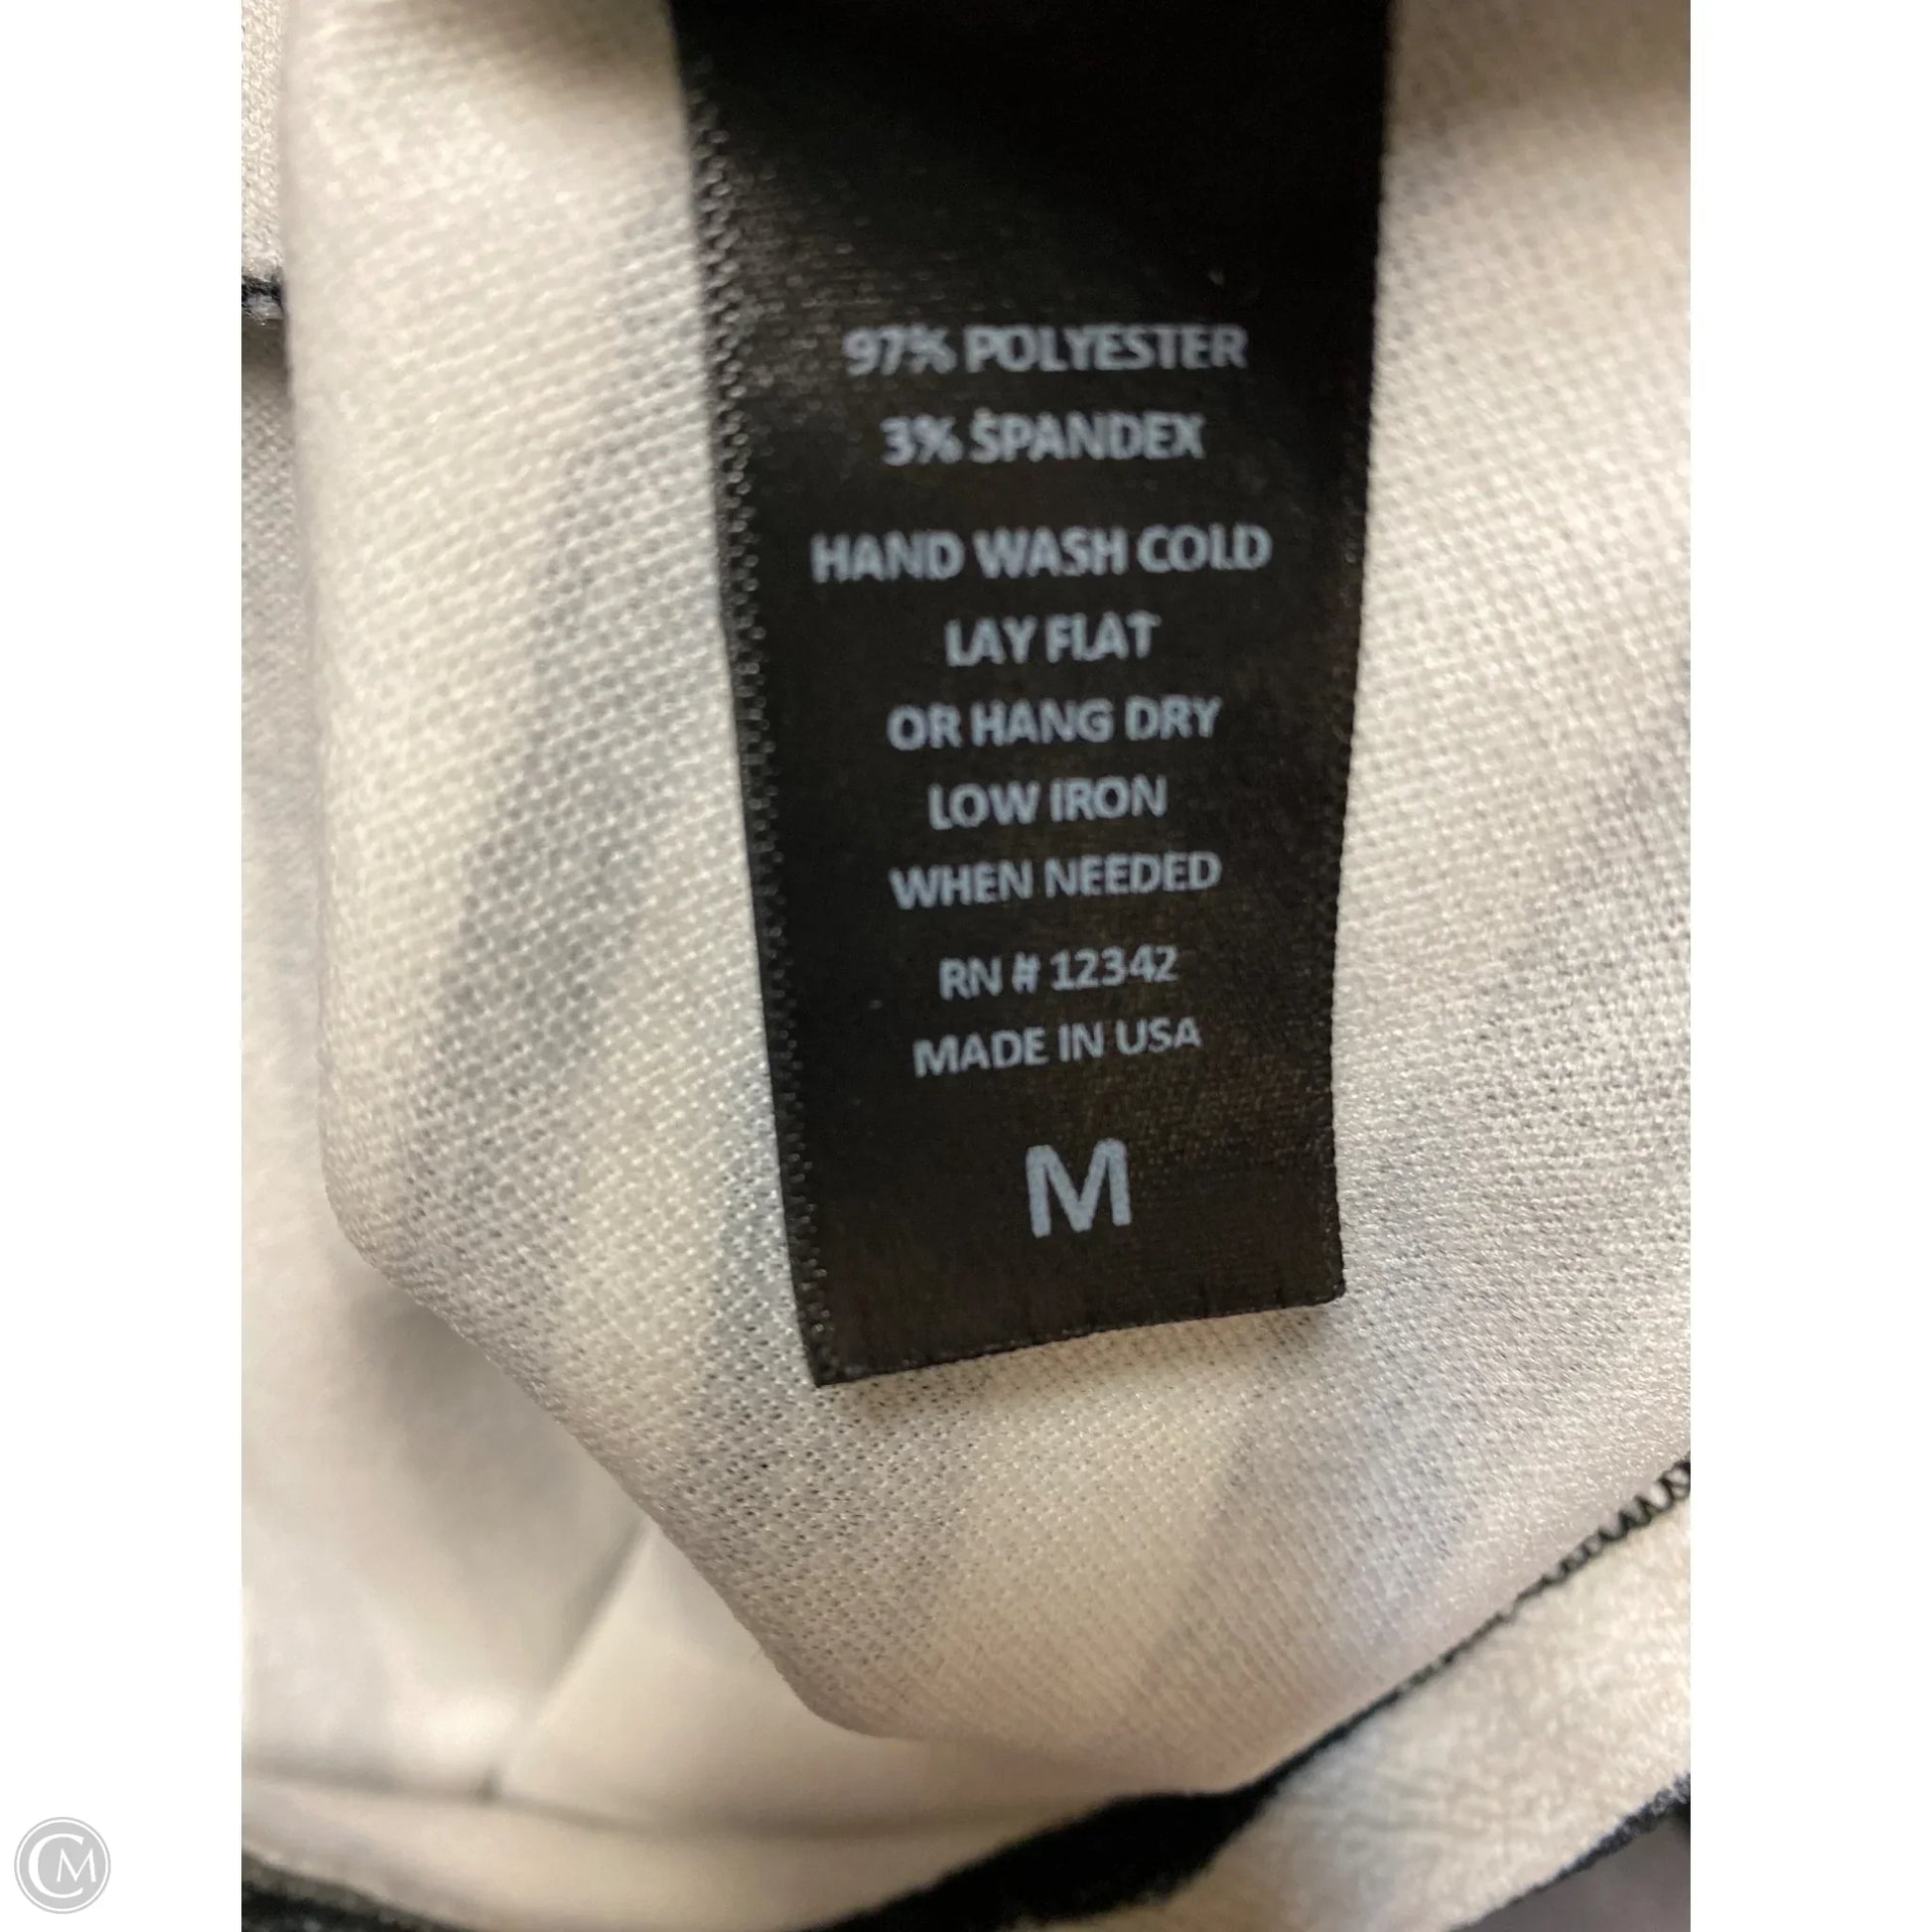 97% POLYESTER
3% SPANDEX
HAND WASH COLD
LAY FLAT
OR HANG DRY
LOW IRON
WHEN NEEDED
RN # 12342
MADE IN USA
M
CM